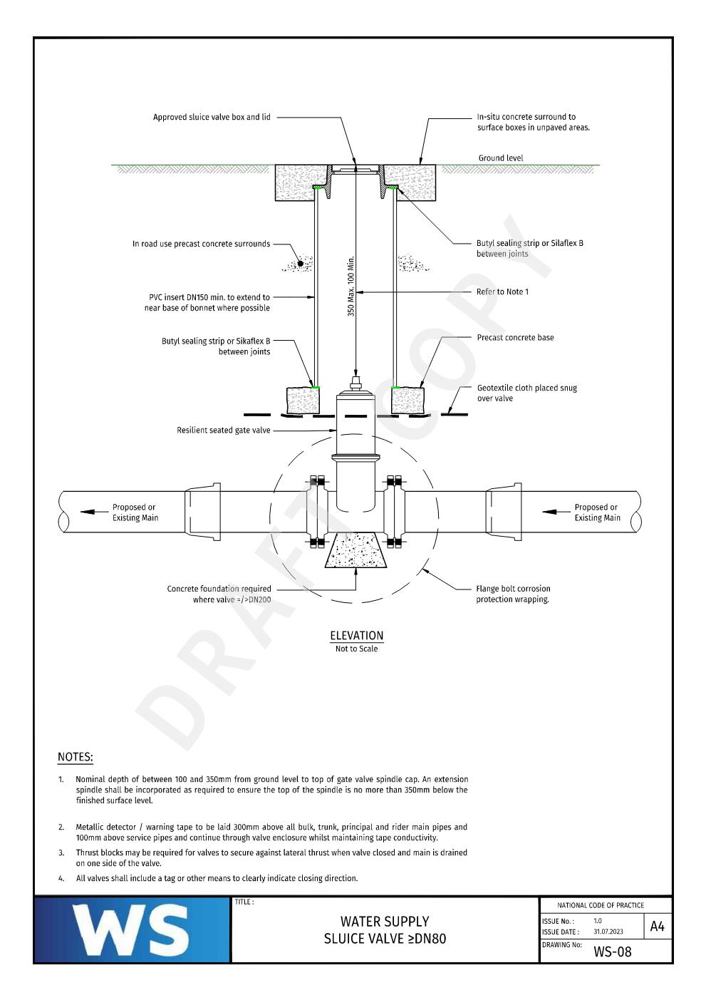 Approved sluice valve box and lid
In-situ concrete surround to
surface boxes in unpaved areas.
Ground level
In road use precast concrete surrounds
Butyl sealing strip or Silaflex B
between joints
350 Max. 100 Min.
PVC insert DN150 min. to extend to
near base of bonnet where possible
Refer to Note 1
Butyl sealing strip or Sikaflex B
between joints
Precast concrete base
Geotextile cloth placed snug
over valve
Resilient seated gate valve
Proposed or
Existing Main
Proposed or
Existing Main
Concrete foundation required
where valve =/>DN200
Flange bolt corrosion
protection wrapping.
DRAFT COPY
ELEVATION
Not to Scale
NOTES:
1. Nominal depth of between 100 and 350mm from ground level to top of gate valve spindle cap. An extension
spindle shall be incorporated as required to ensure the top of the spindle is no more than 350mm below the
finished surface level.
2. Metallic detector / warning tape to be laid 300mm above all bulk, trunk, principal and rider main pipes and
100mm above service pipes and continue through valve enclosure whilst maintaining tape conductivity.
3. Thrust blocks may be required for valves to secure against lateral thrust when valve closed and main is drained
on one side of the valve.
4. All valves shall include a tag or other means to clearly indicate closing direction.
WS
TITLE :
WATER SUPPLY
SLUICE VALVE ≥DN80
NATIONAL CODE OF PRACTICE
ISSUE No. : 1.0
ISSUE DATE : 31.07.2023
A4
DRAWING No: WS-08